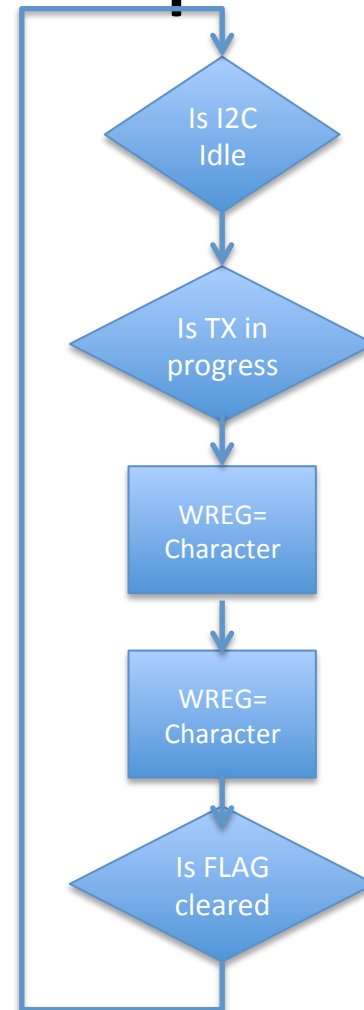 Is I2C
Idle
Is TX in
progress
WREG=
Character
WREG=
Character
Is FLAG
cleared